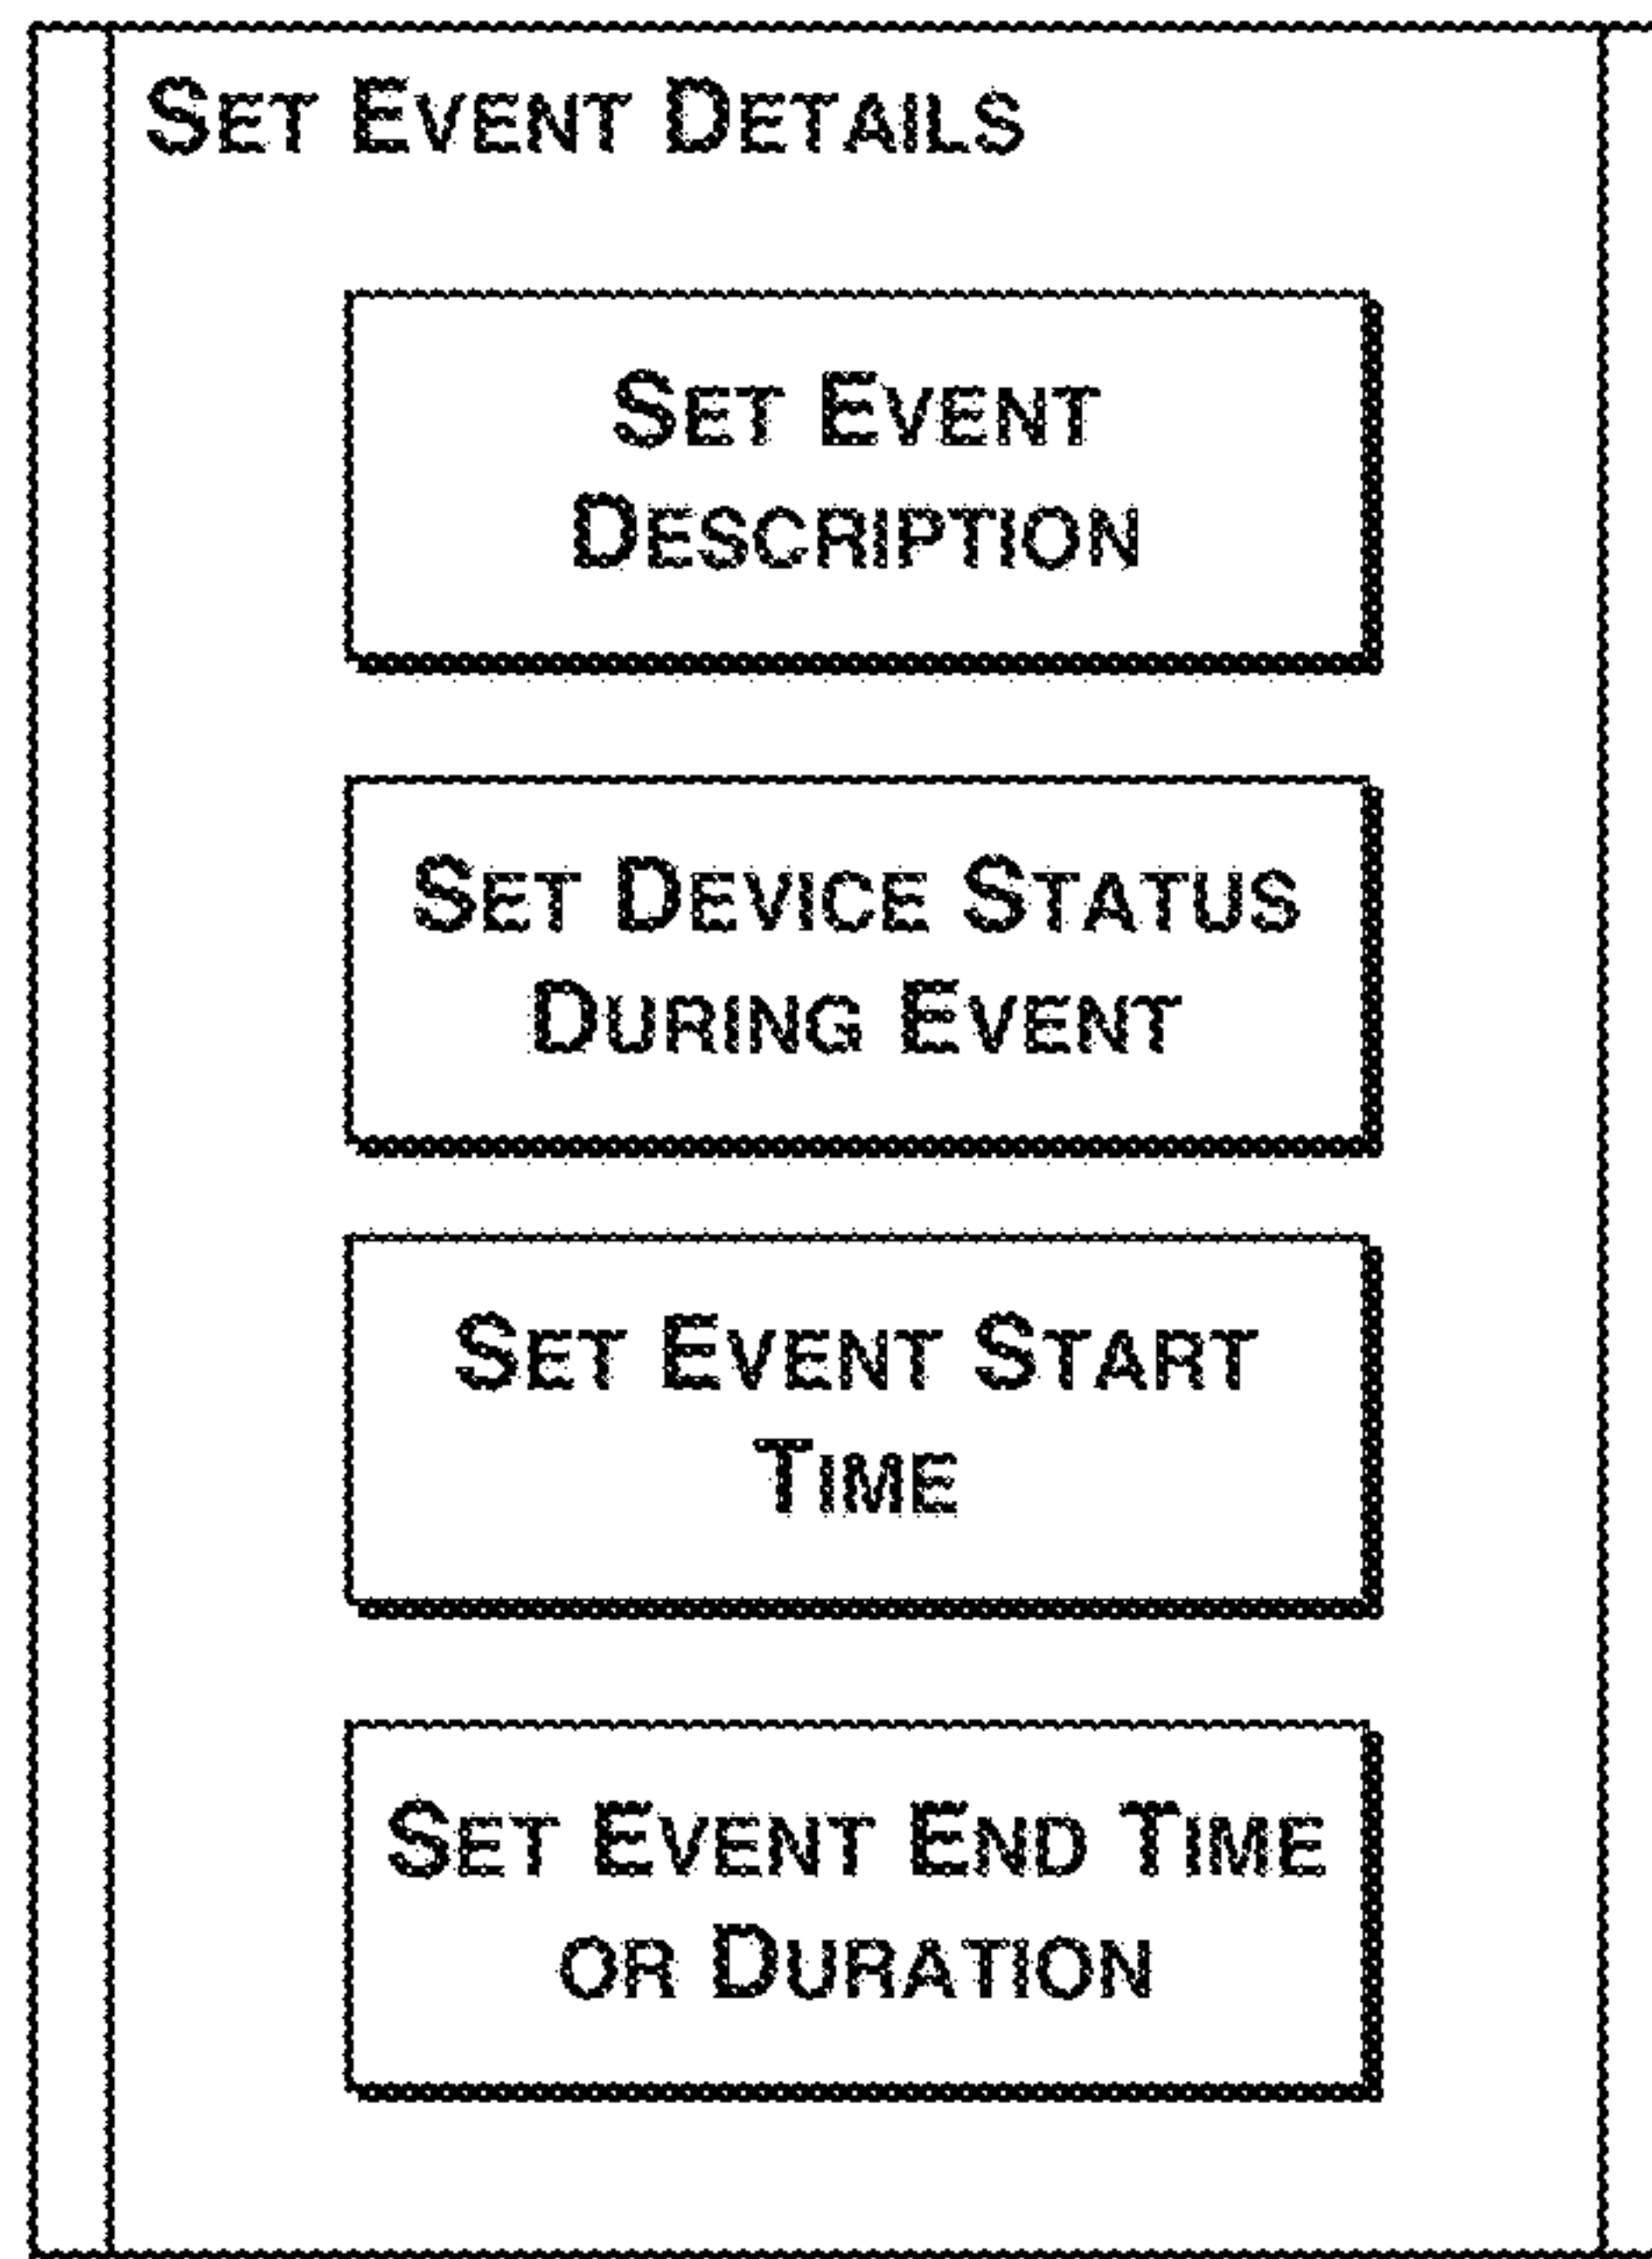 SET EVENT DETAILS
SET EVENT
DESCRIPTION
SET DEVICE STATUS
DURING EVENT
SET EVENT START
TIME
SET EVENT END TIME
OR DURATION